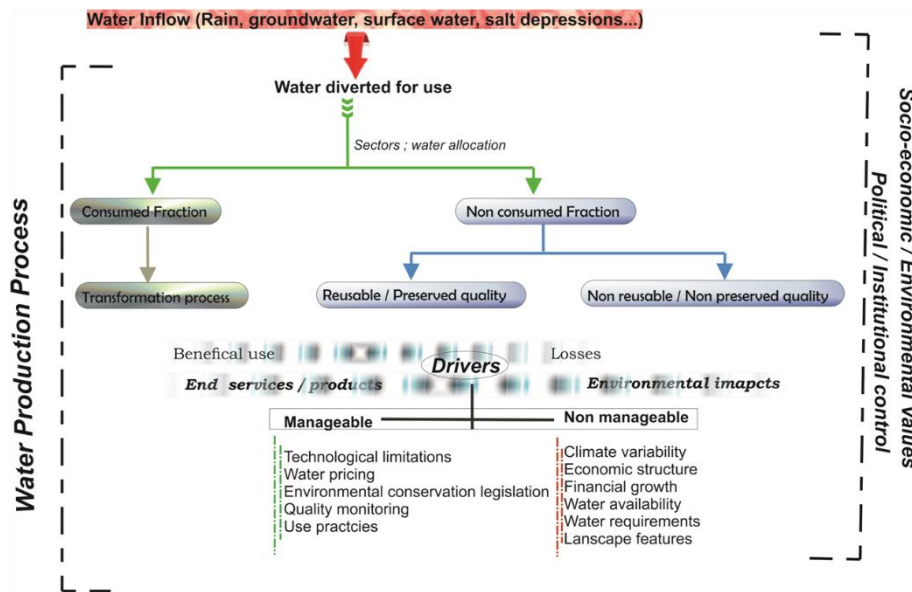 Water Inflow (Rain, groundwater, surface water, salt depressions...)
Water diverted for use
Sectors ; water allocation
Consumed Fraction
Non consumed Fraction
Transformation process
Reusable / Preserved quality
Non reusable / Non preserved quality
Benefical use
Losses
Drivers
End services / products
Environmental imapcts
Manageable
Non manageable
Technological limitations
Water pricing
Environmental conservation legislation
Quality monitoring
Use practcies
Climate variability
Economic structure
Financial growth
Water availability
Water requirements
Lanscape features
Water Production Process
Socio-economic / Environmental values
Political / Institutional control